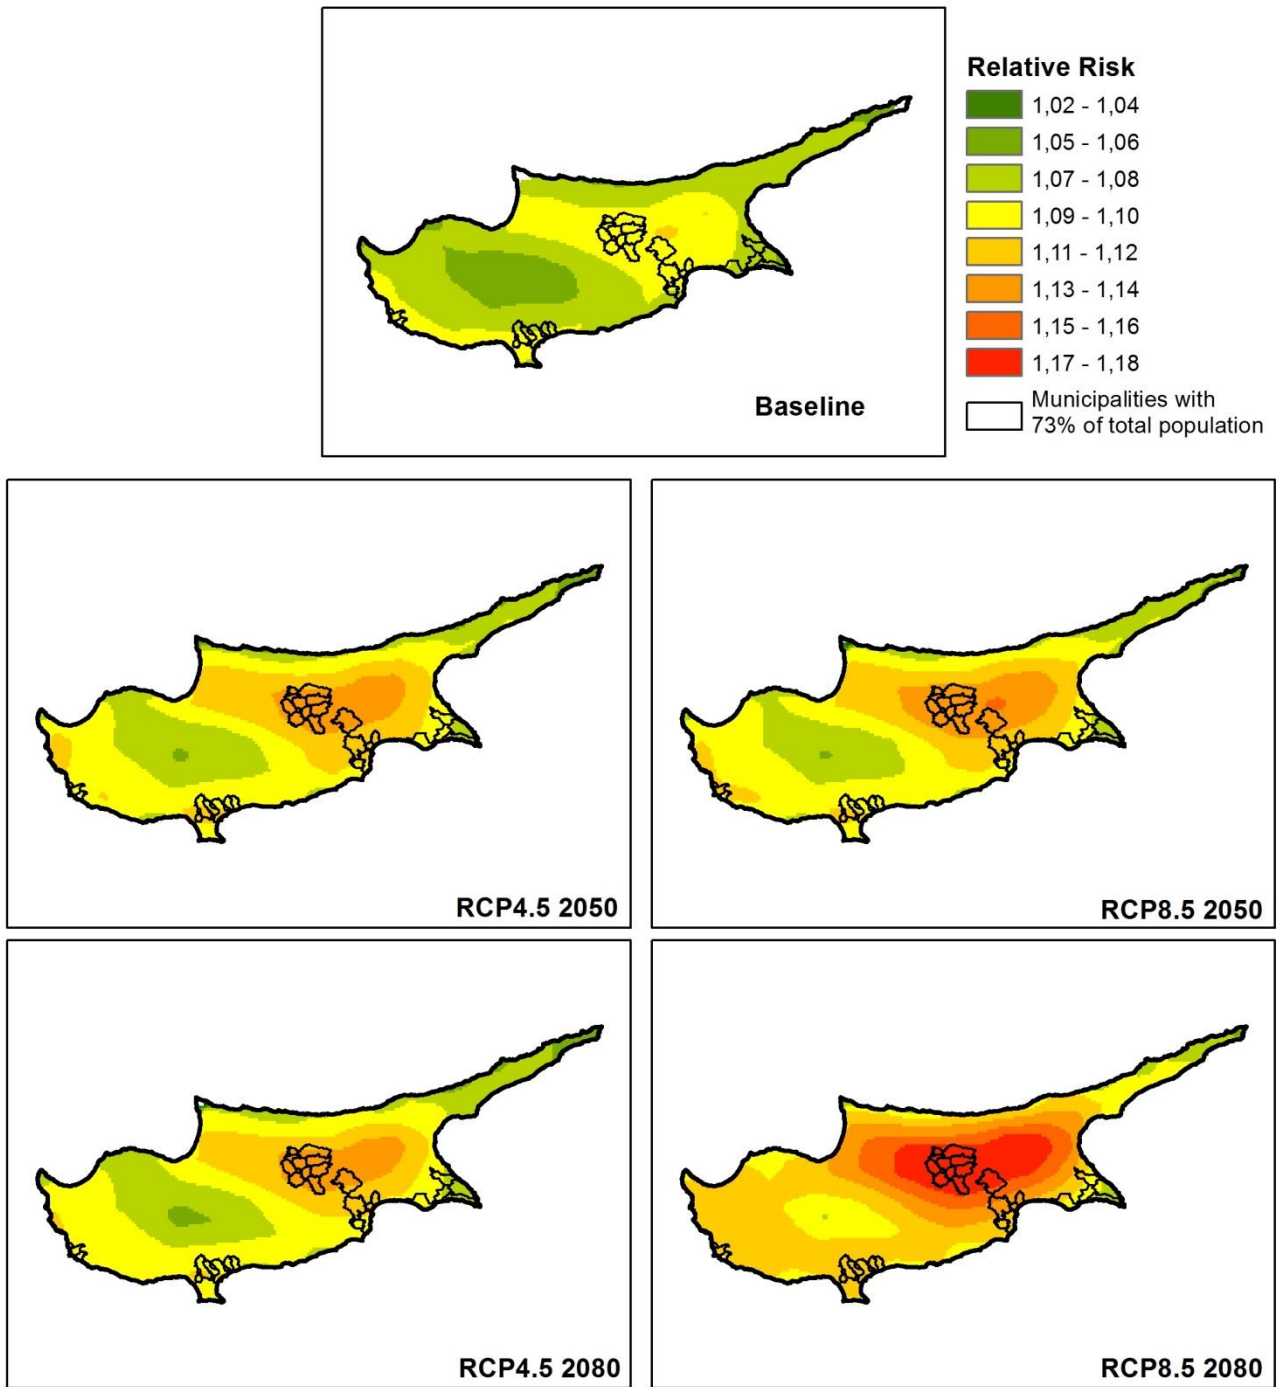 Relative Risk
1,02 - 1,04
1,05 - 1,06
1,07 - 1,08
1,09 - 1,10
1,11 - 1,12
1,13 - 1,14
1,15 - 1,16
1,17 - 1,18
Municipalities with
73% of total population
Baseline
RCP4.5 2050
RCP8.5 2050
RCP4.5 2080
RCP8.5 2080